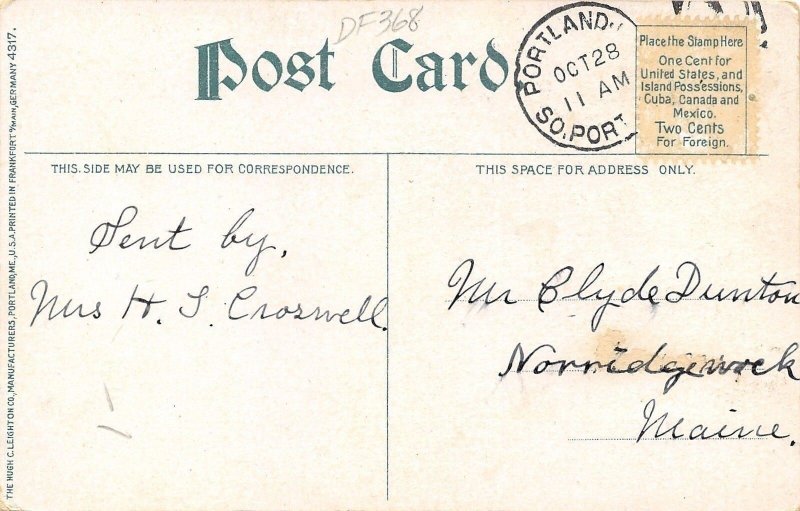 DF368
Post Card
PORTLAND,
OCT 28
11 AM
SO. PORT
Place the Stamp Here
One Cent for
United States, and
Island Possessions,
Cuba, Canada and
Mexico.
Two Cents
For Foreign.
THIS SIDE MAY BE USED FOR CORRESPONDENCE.
THIS SPACE FOR ADDRESS ONLY.
Sent by,
Mrs H. S. Croswell.
Mr Clyde Dunton
Norridgewock
Maine.
THE HUGH C. LEIGHTON CO., MANUFACTURERS, PORTLAND, ME., U.S.A. PRINTED IN FRANKFORT o/MAIN, GERMANY 4317.